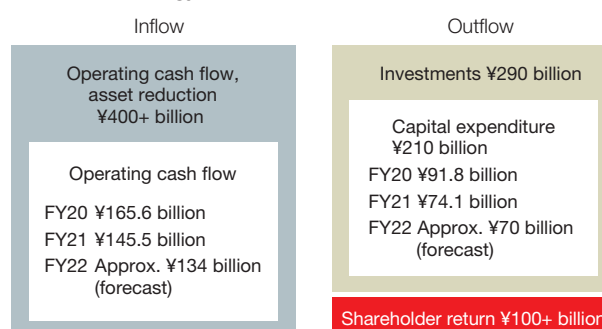 Inflow
Operating cash flow,
asset reduction
¥400+ billion
Operating cash flow
FY20 ¥165.6 billion
FY21 ¥145.5 billion
FY22 Approx. ¥134 billion
(forecast)
Outflow
Investments ¥290 billion
Capital expenditure
¥210 billion
FY20 ¥91.8 billion
FY21 ¥74.1 billion
FY22 Approx. ¥70 billion
(forecast)
Shareholder return ¥100+ billion